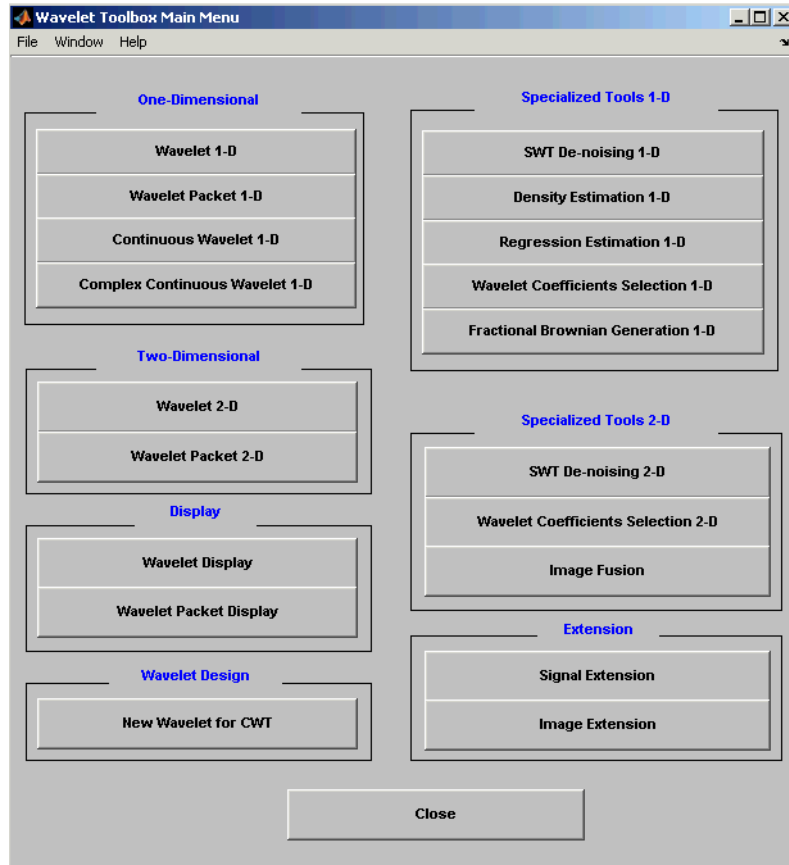 Wavelet Toolbox Main Menu
File Window Help
One-Dimensional
Wavelet 1-D
Wavelet Packet 1-D
Continuous Wavelet 1-D
Complex Continuous Wavelet 1-D
Two-Dimensional
Wavelet 2-D
Wavelet Packet 2-D
Display
Wavelet Display
Wavelet Packet Display
Wavelet Design
New Wavelet for CWT
Specialized Tools 1-D
SWT De-noising 1-D
Density Estimation 1-D
Regression Estimation 1-D
Wavelet Coefficients Selection 1-D
Fractional Brownian Generation 1-D
Specialized Tools 2-D
SWT De-noising 2-D
Wavelet Coefficients Selection 2-D
Image Fusion
Extension
Signal Extension
Image Extension
Close